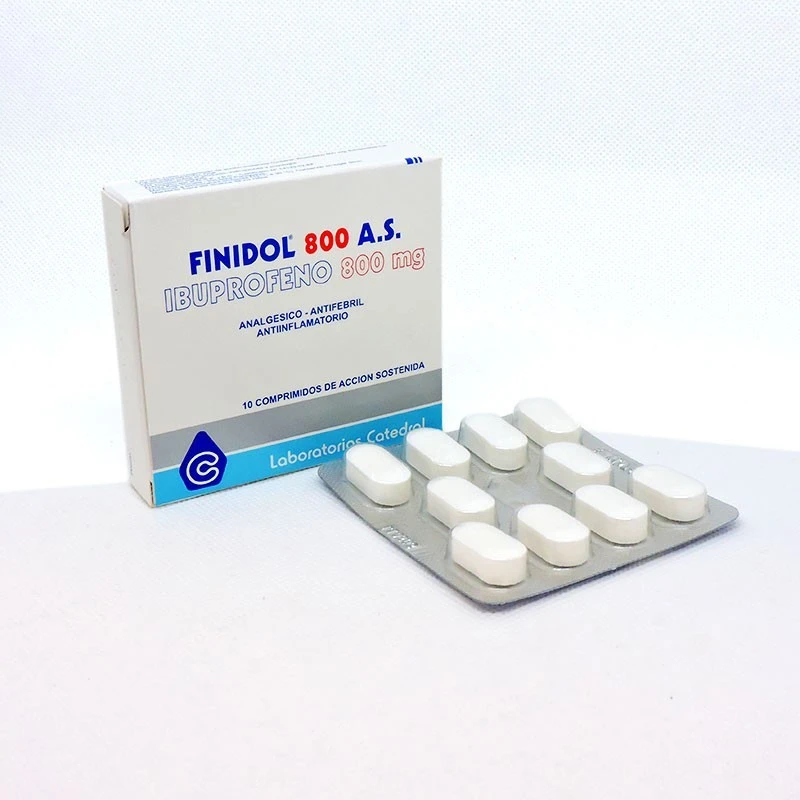 FINIDOL® 800 A.S.
IBUPROFENO 800 mg
ANALGESICO - ANTIFEBRIL
ANTIINFLAMATORIO
10 COMPRIMIDOS DE ACCION SOSTENIDA
C
Laboratorios Catedral